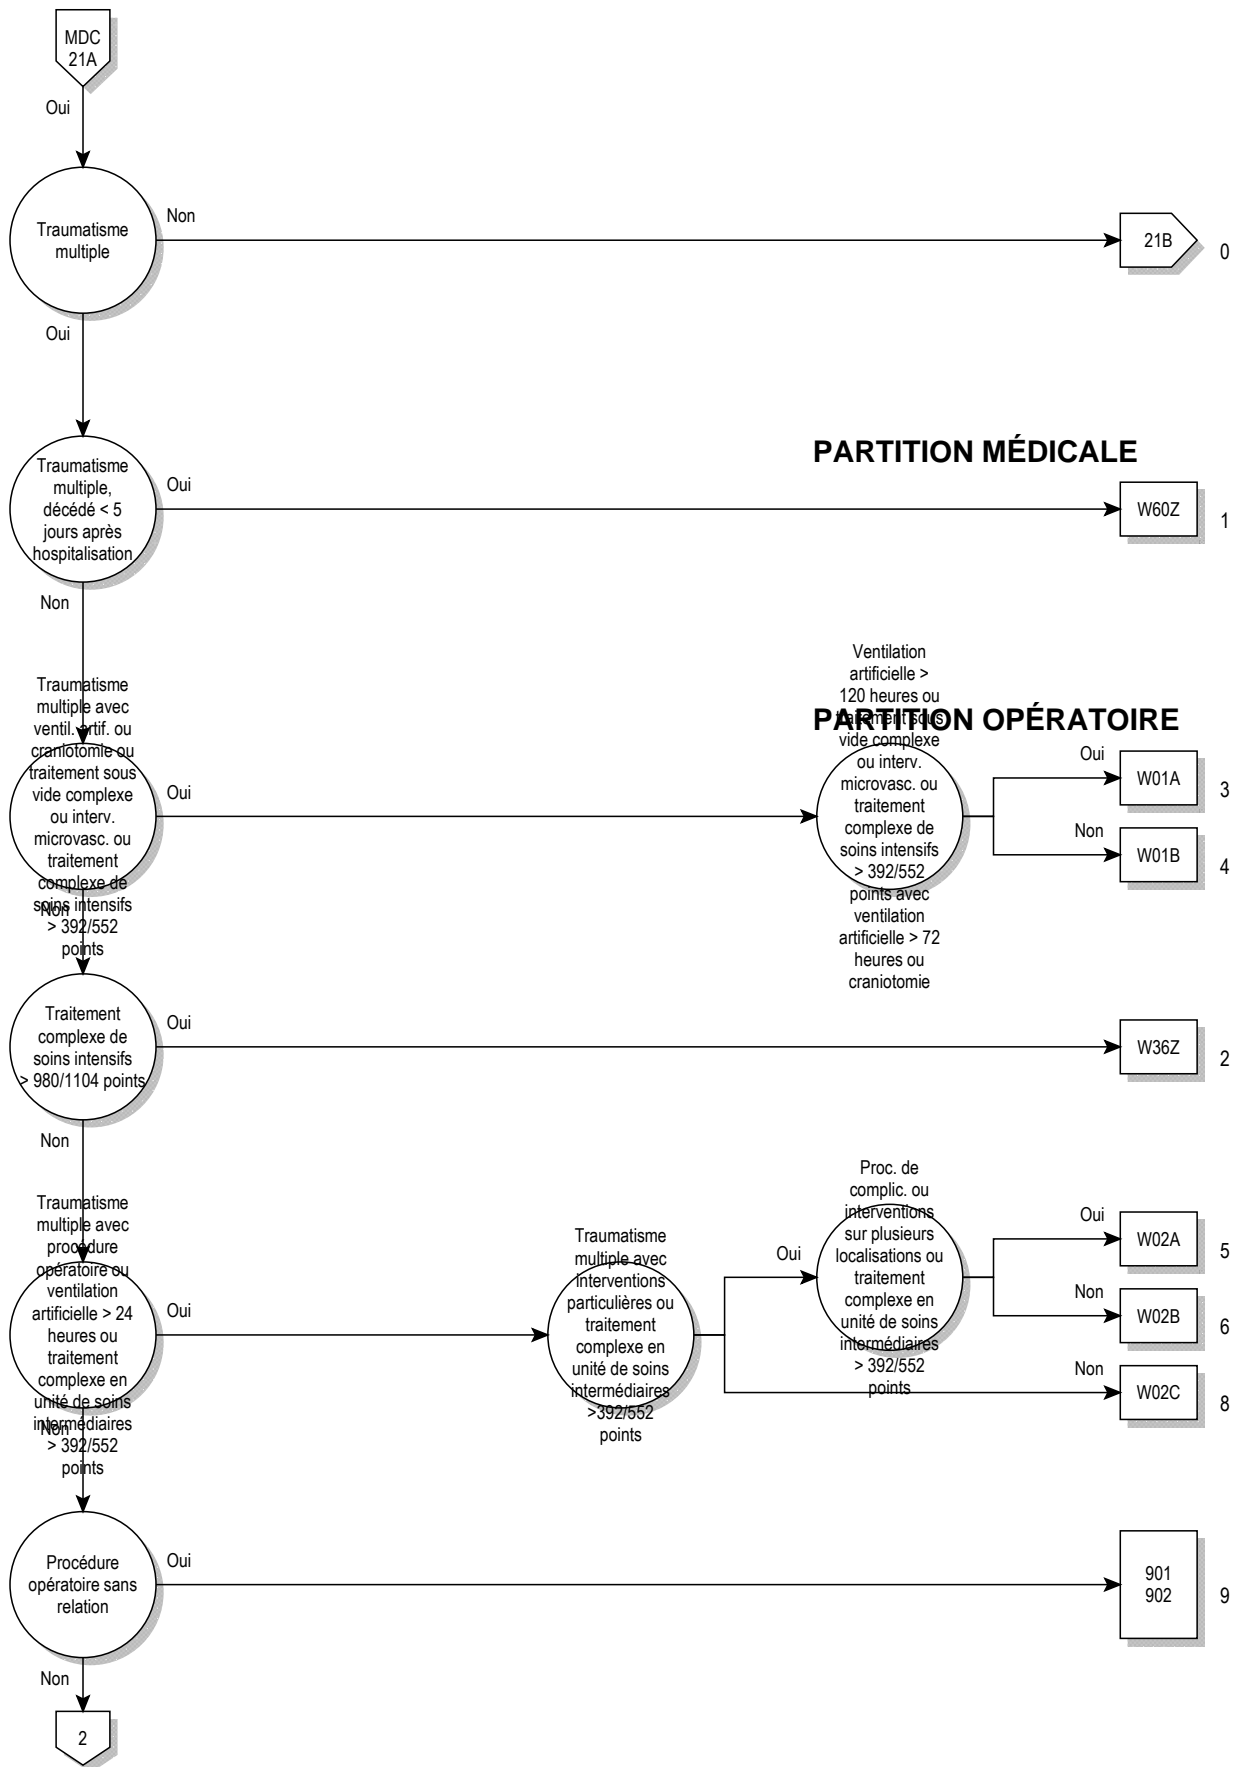 MDC
21A
Oui
Traumatisme
multiple
Non
21B
0
Oui
PARTITION MÉDICALE
Traumatisme
multiple,
décédé < 5
jours après
hospitalisation
Oui
W60Z
1
Non
PARTITION OPÉRATOIRE
Traumatisme
multiple avec
ventil. artif. ou
craniotomie ou
traitement sous
vide complexe
ou interv.
microvasc. ou
traitement
complexe de
soins intensifs
> 392/552
points
Oui
Ventilation
artificielle >
120 heures ou
traitement sous
vide complexe
ou interv.
microvasc. ou
traitement
complexe de
soins intensifs
> 392/552
points avec
ventilation
artificielle > 72
heures ou
craniotomie
Oui
W01A
3
Non
W01B
4
Non
Traitement
complexe de
soins intensifs
> 980/1104 points
Oui
W36Z
2
Non
Traumatisme
multiple avec
procédure
opératoire ou
ventilation
artificielle > 24
heures ou
traitement
complexe en
unité de soins
intermédiaires
> 392/552
points
Oui
Traumatisme
multiple avec
interventions
particulières ou
traitement
complexe en
unité de soins
intermédiaires
>392/552
points
Oui
Proc. de
complic. ou
interventions
sur plusieurs
localisations ou
traitement
complexe en
unité de soins
intermédiaires
> 392/552
points
Oui
W02A
5
Non
W02B
6
Non
W02C
8
Non
Procédure
opératoire sans
relation
Oui
901
902
9
Non
2